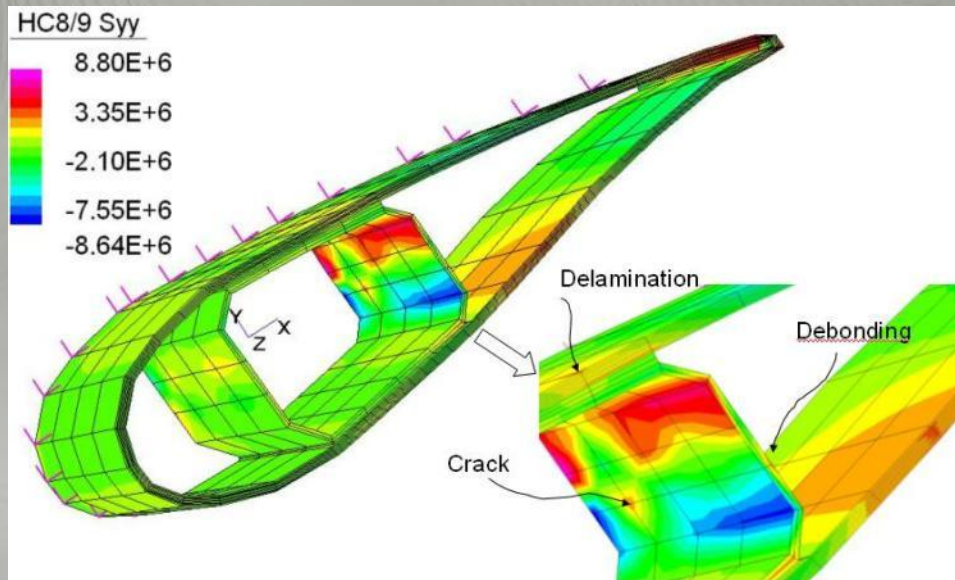 HC8/9 Syy
8.80E+6
3.35E+6
-2.10E+6
-7.55E+6
-8.64E+6
Y
X
Z
Delamination
Debonding
Crack